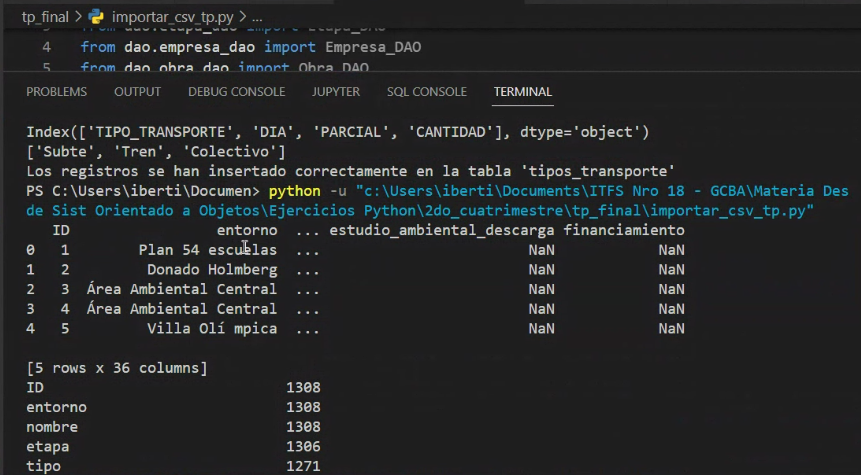 tp_final > importar_csv_tp.py > ...
3 from dao.etapa_dao import Etapa_DAO
4 from dao.empresa_dao import Empresa_DAO
5 from dao.obra_dao import Obra_DAO
PROBLEMS OUTPUT DEBUG CONSOLE JUPYTER SQL CONSOLE TERMINAL
Index(['TIPO_TRANSPORTE', 'DIA', 'PARCIAL', 'CANTIDAD'], dtype='object')
['Subte', 'Tren', 'Colectivo']
Los registros se han insertado correctamente en la tabla 'tipos_transporte'
PS C:\Users\iberti\Documen> python -u "c:\Users\iberti\Documents\ITFS Nro 18 - GCBA\Materia Des
de Sist Orientado a Objetos\Ejercicios Python\2do_cuatrimestre\tp_final\importar_csv_tp.py"
ID entorno ... estudio_ambiental_descarga financiamiento
0 1 Plan 54 escuelas ... NaN NaN
1 2 Donado Holmberg ... NaN NaN
2 3 Área Ambiental Central ... NaN NaN
3 4 Área Ambiental Central ... NaN NaN
4 5 Villa Olí mpica ... NaN NaN
[5 rows x 36 columns]
ID 1308
entorno 1308
nombre 1308
etapa 1306
tipo 1271